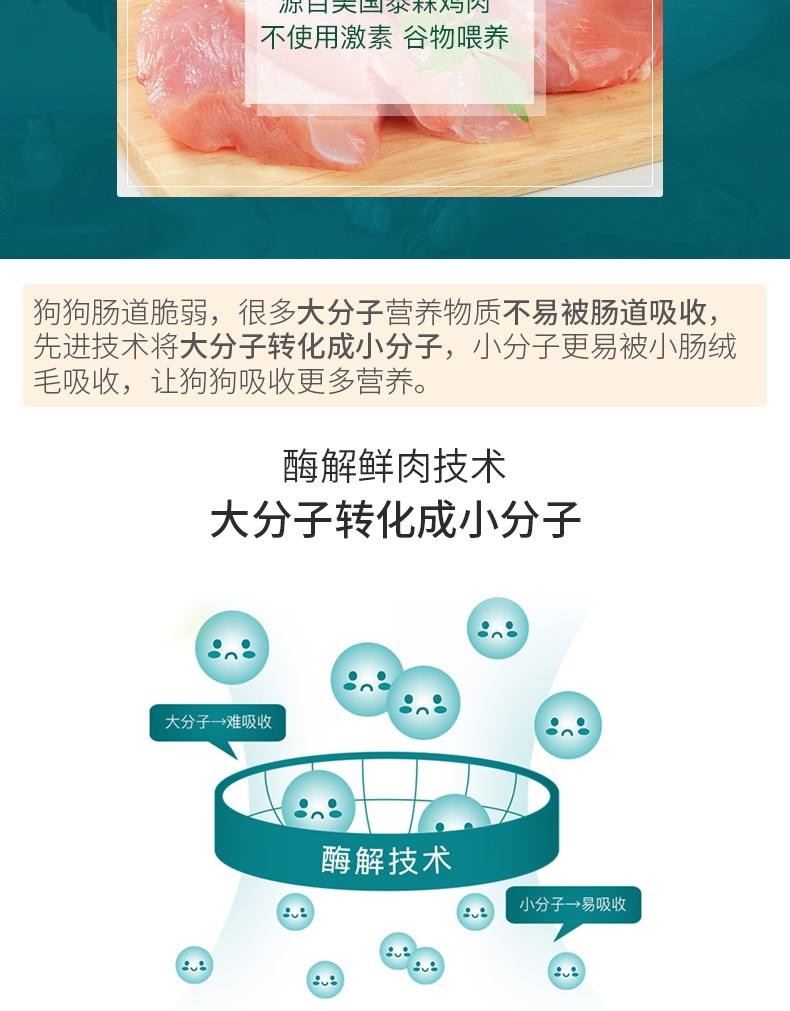 源自美国泰森鸡肉
不使用激素 谷物喂养
狗狗肠道脆弱，很多大分子营养物质不易被肠道吸收，
先进技术将大分子转化成小分子，小分子更易被小肠绒
毛吸收，让狗狗吸收更多营养。
酶解鲜肉技术
大分子转化成小分子
大分子→难吸收
酶解技术
小分子→易吸收